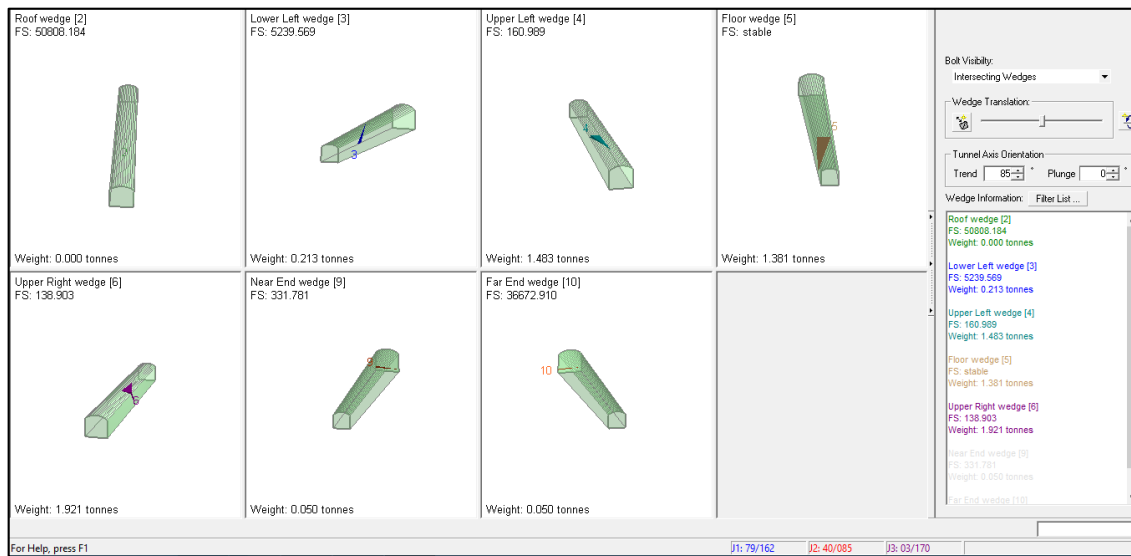 Roof wedge [2]
FS: 50808.184
Weight: 0.000 tonnes
Lower Left wedge [3]
FS: 5239.569
3
Weight: 0.213 tonnes
Upper Left wedge [4]
FS: 160.989
4
Weight: 1.483 tonnes
Floor wedge [5]
FS: stable
5
Weight: 1.381 tonnes
Upper Right wedge [6]
FS: 138.903
6
Weight: 1.921 tonnes
Near End wedge [9]
FS: 331.781
9
Weight: 0.050 tonnes
Far End wedge [10]
FS: 36672.910
10
Weight: 0.050 tonnes
Bolt Visibilty:
Intersecting Wedges
Wedge Translation:
Tunnel Axis Orientation
Trend 85 ° Plunge 0 °
Wedge Information: Filter List ...
Roof wedge [2]
FS: 50808.184
Weight: 0.000 tonnes
Lower Left wedge [3]
FS: 5239.569
Weight: 0.213 tonnes
Upper Left wedge [4]
FS: 160.989
Weight: 1.483 tonnes
Floor wedge [5]
FS: stable
Weight: 1.381 tonnes
Upper Right wedge [6]
FS: 138.903
Weight: 1.921 tonnes
Near End wedge [9]
FS: 331.781
Weight: 0.050 tonnes
Far End wedge [10]
For Help, press F1
J1: 79/162
J2: 40/085
J3: 03/170